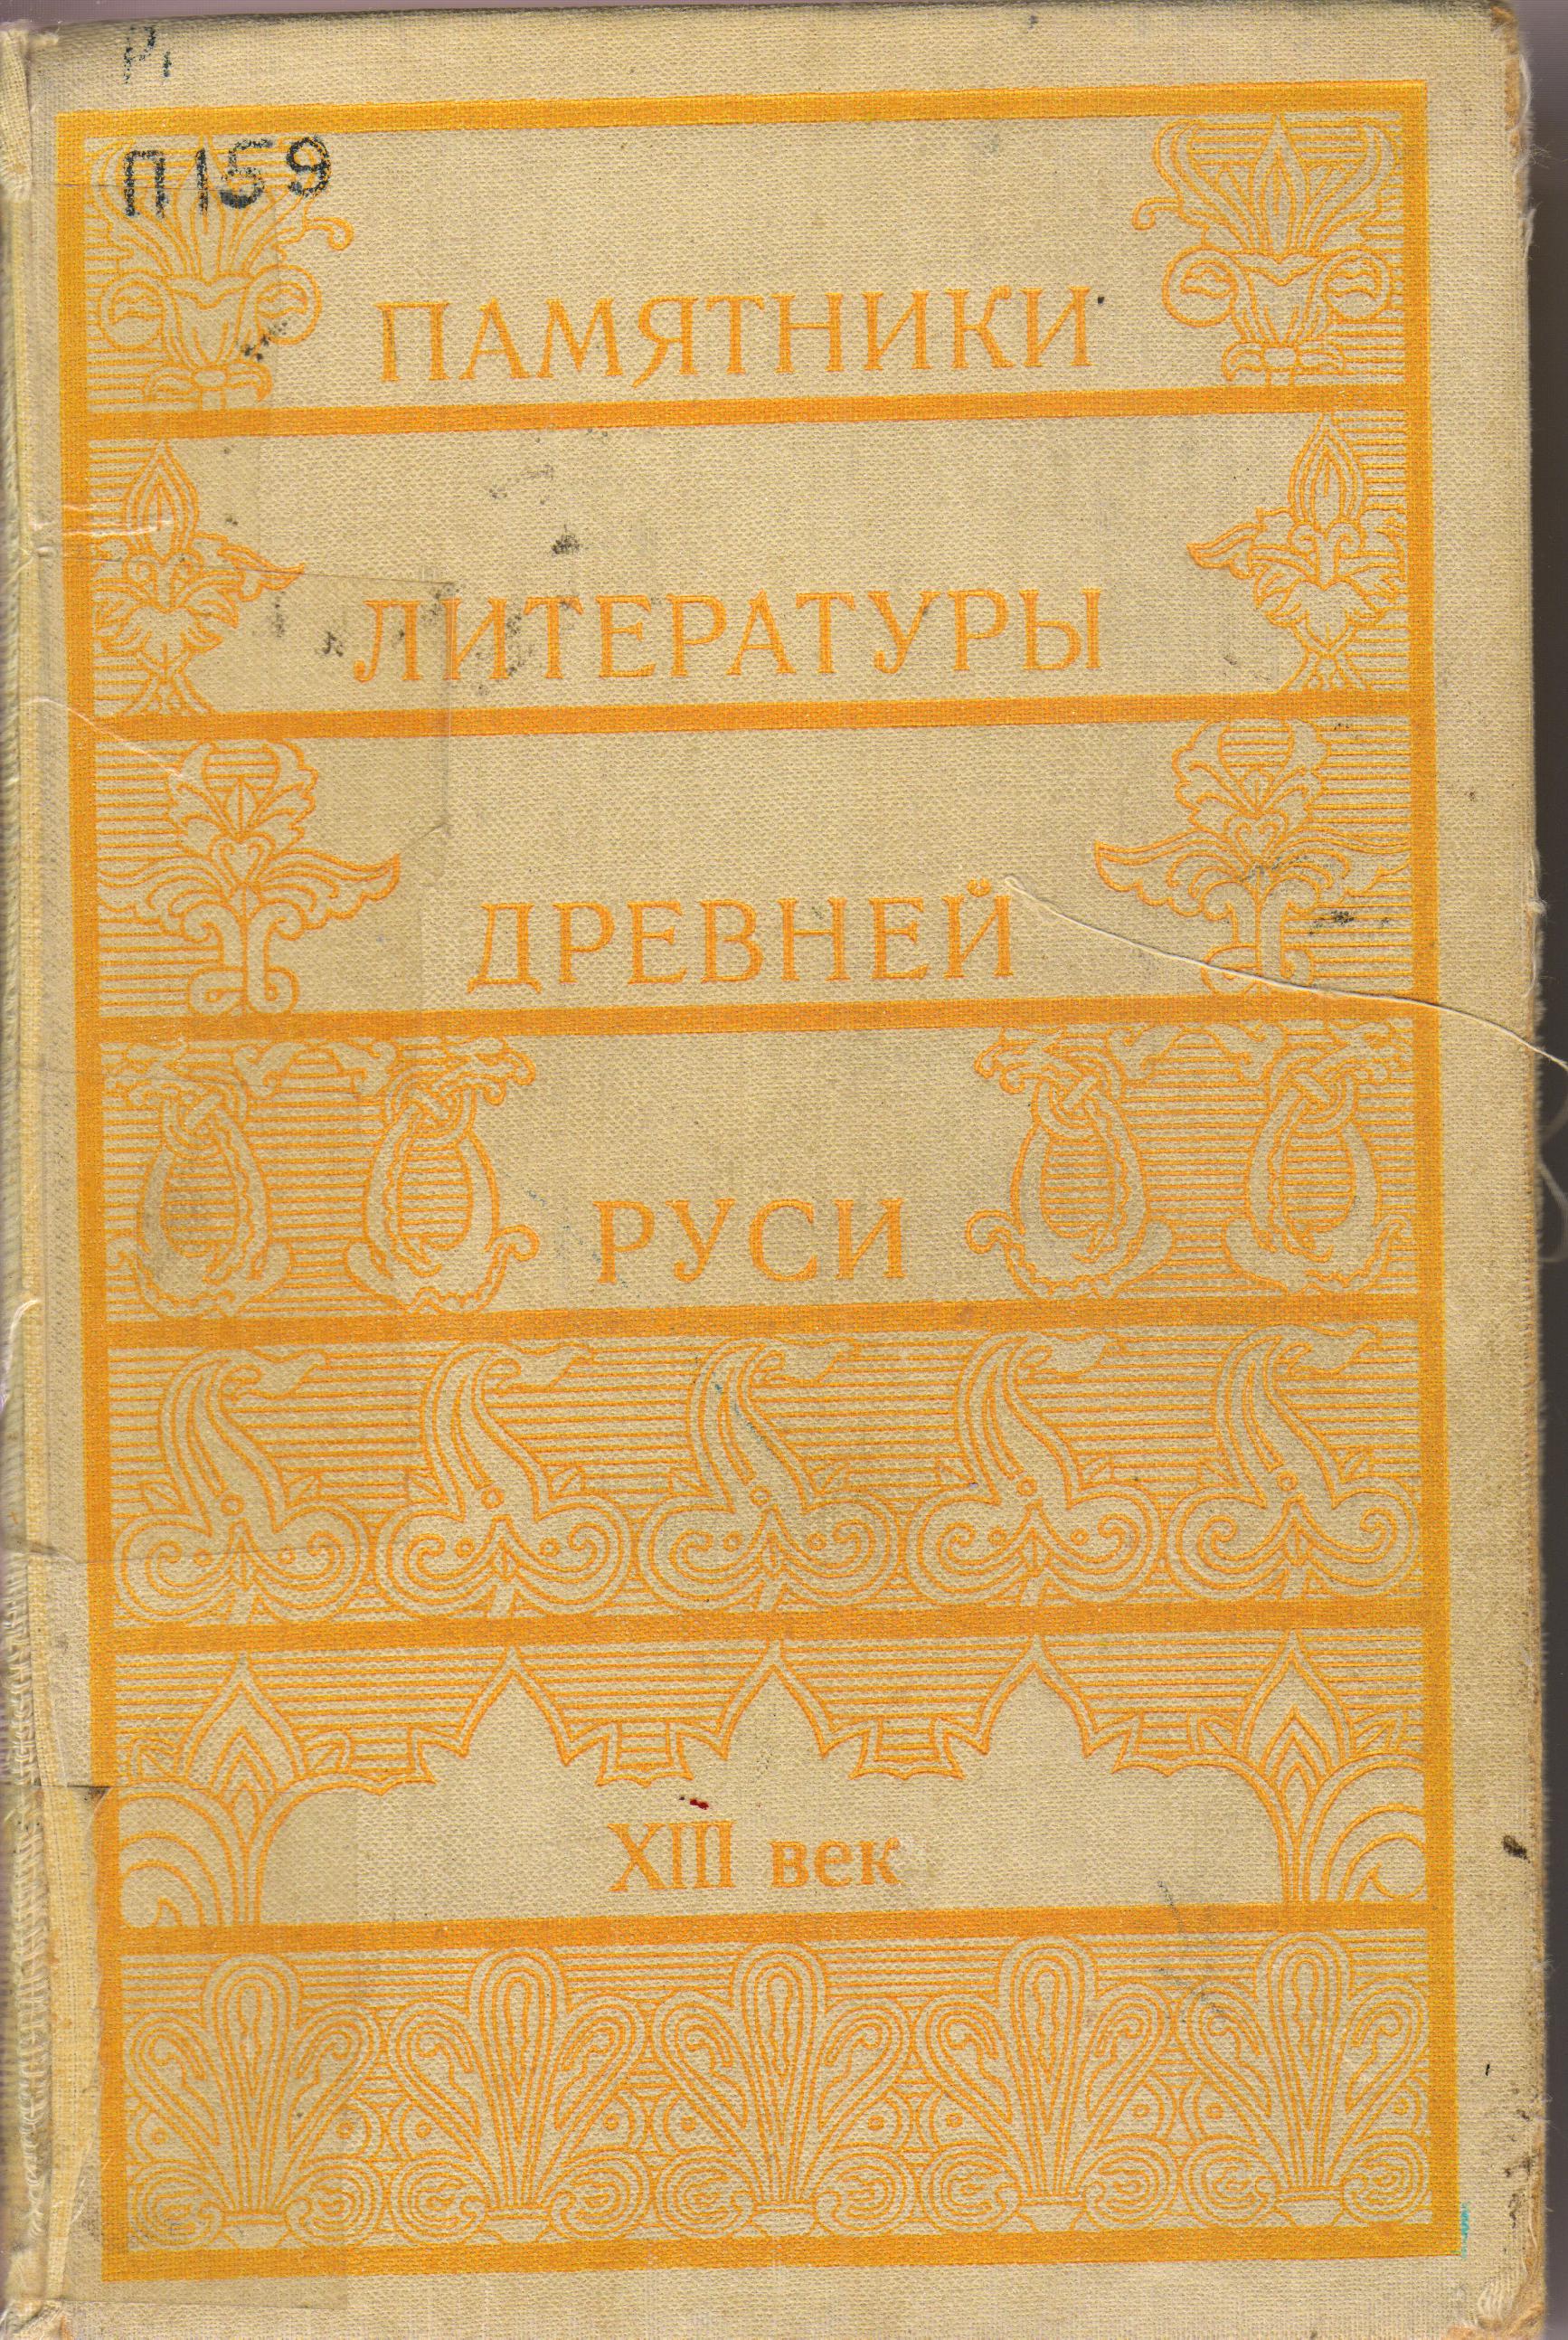 П159
ПАМЯТНИКИ
ЛИТЕРАТУРЫ
ДРЕВНЕЙ
РУСИ
XIII век